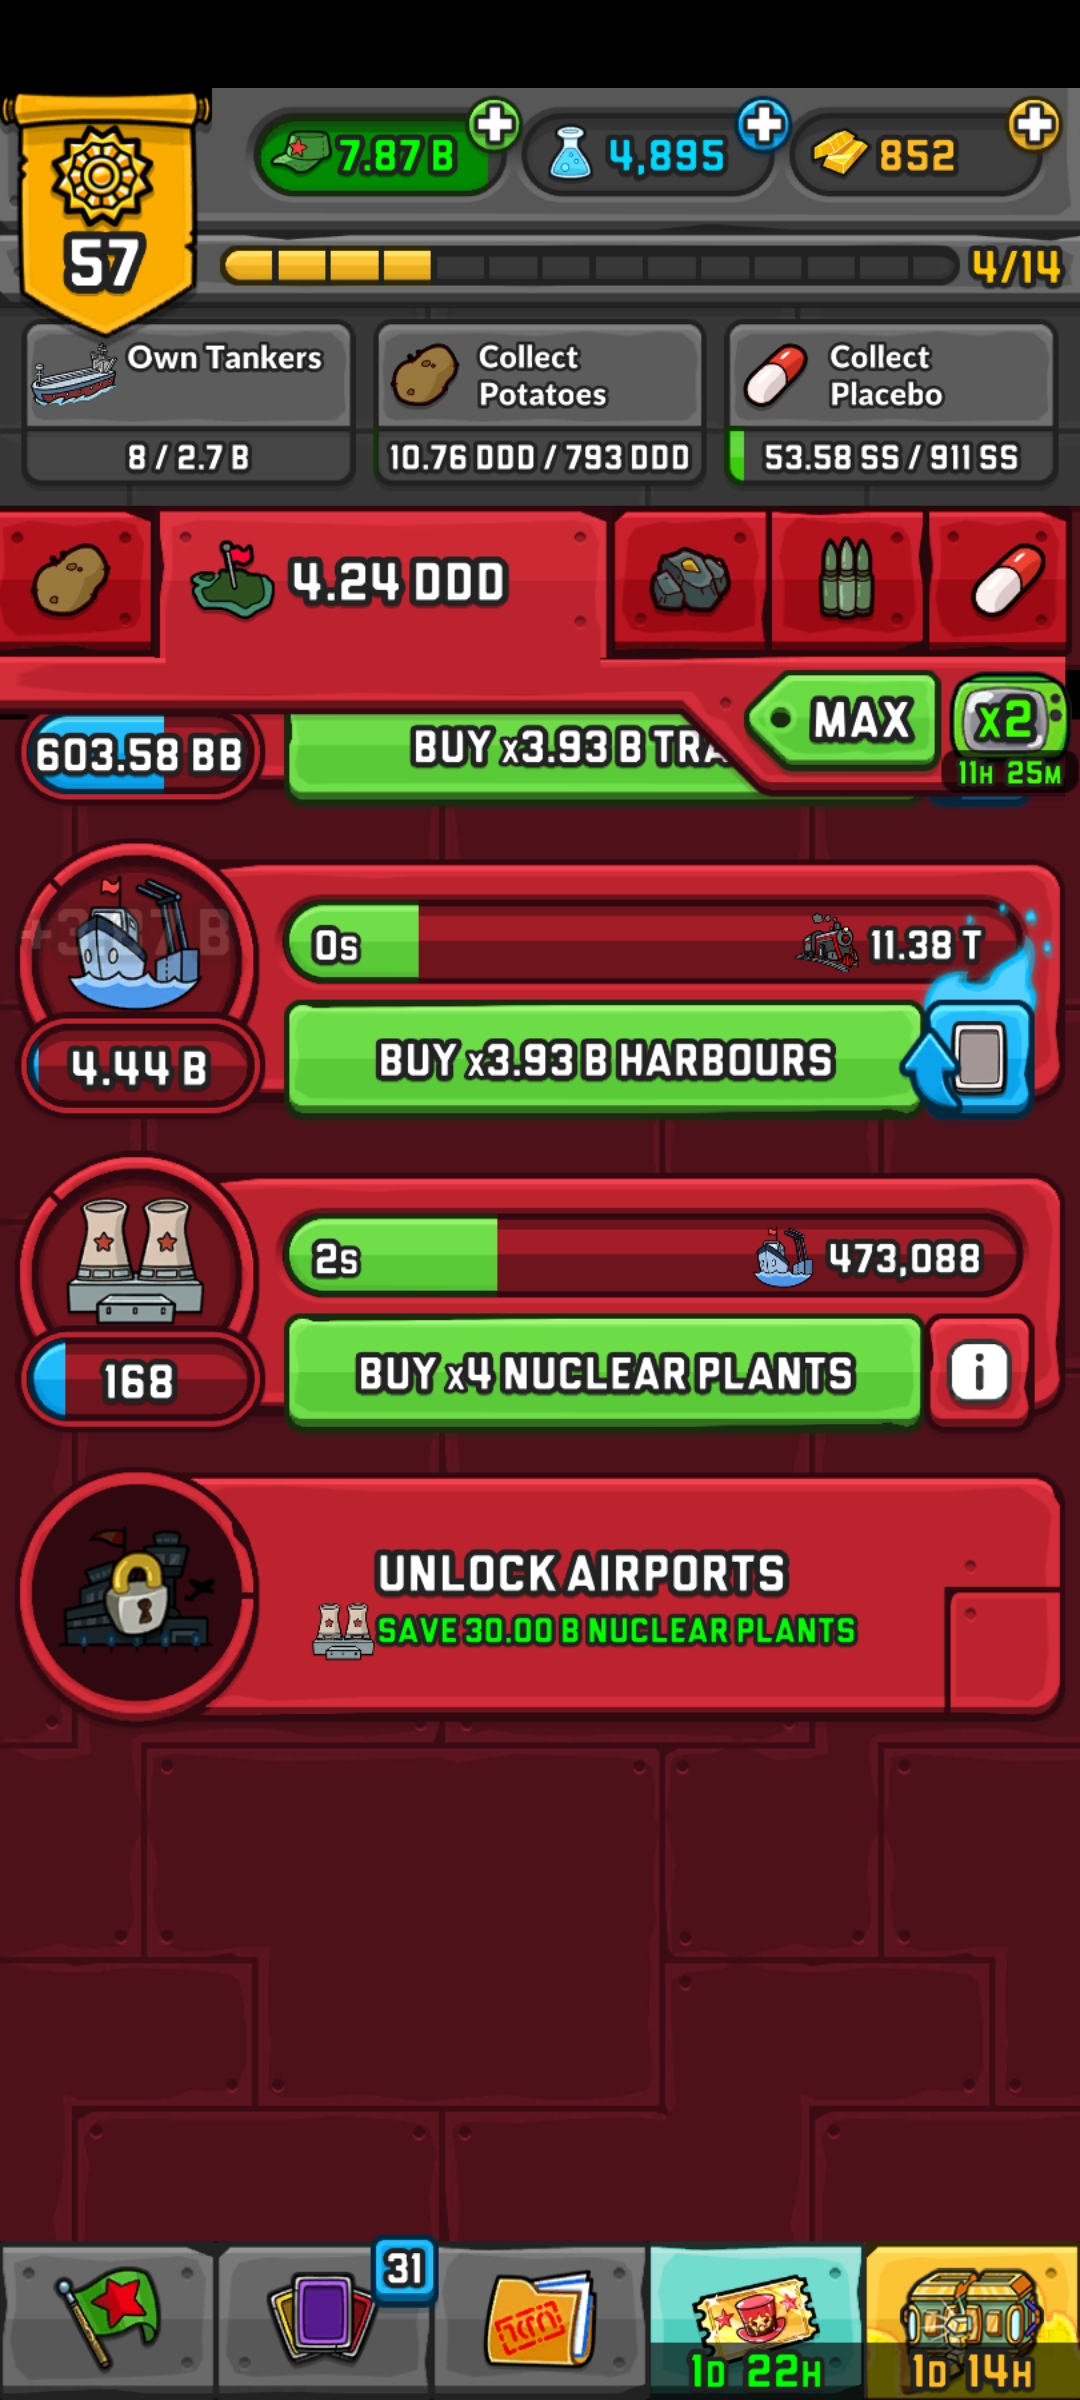 7.87 B
4,895
852
57
4/14
Own Tankers
8 / 2.7 B
Collect
Potatoes
10.76 DDD / 793 DDD
Collect
Placebo
53.58 SS / 911 SS
4.24 DDD
MAX
x2
11H 25M
603.58 BB
BUY x3.93 B
0s
11.38 T
4.44 B
BUY x3.93 B HARBOURS
2s
473,088
168
BUY x4 NUCLEAR PLANTS
i
UNLOCK AIRPORTS
SAVE 30.00 B NUCLEAR PLANTS
31
1D 22H
1D 14H